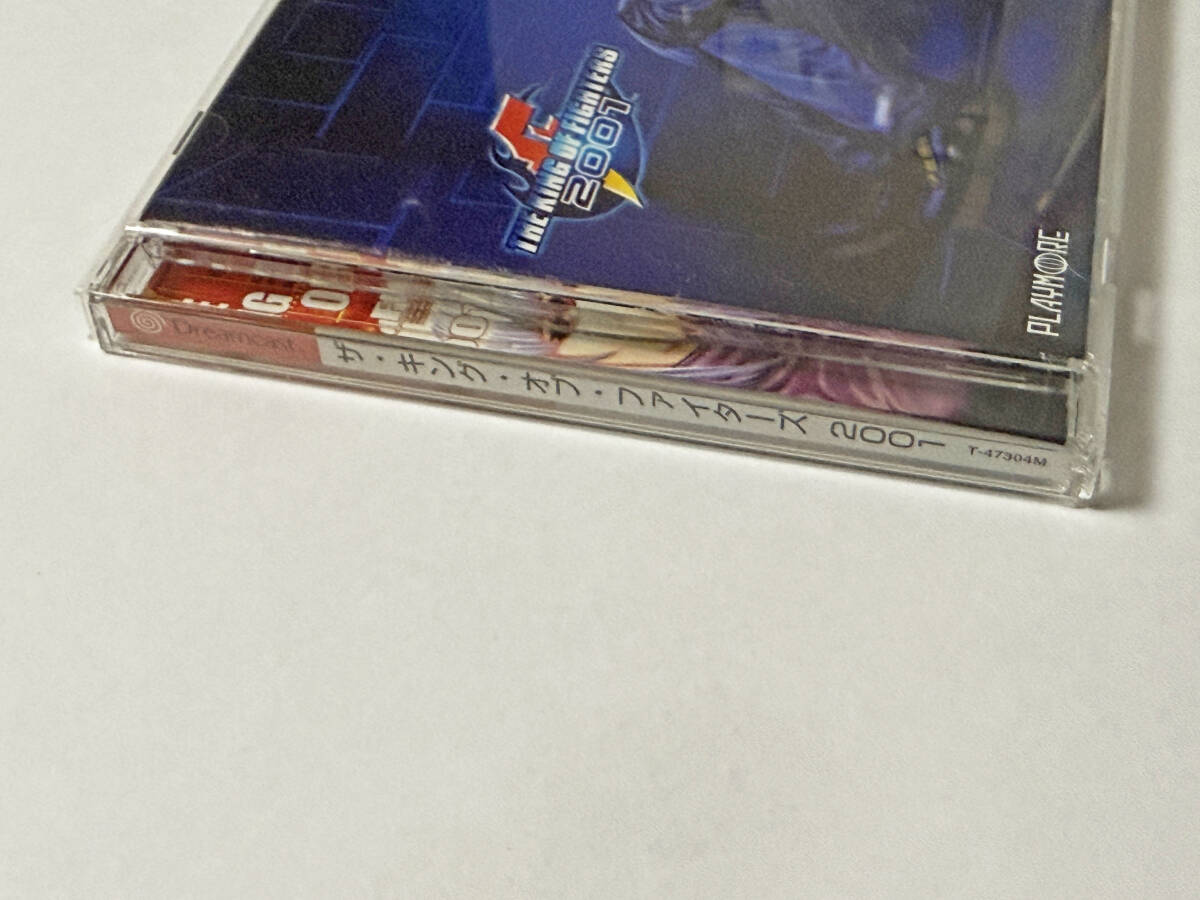 THE KING OF FIGHTERS
2001
PLAYMORE
Dreamcast
ザ・キング・オブ・ファイターズ 2001
T-47304M